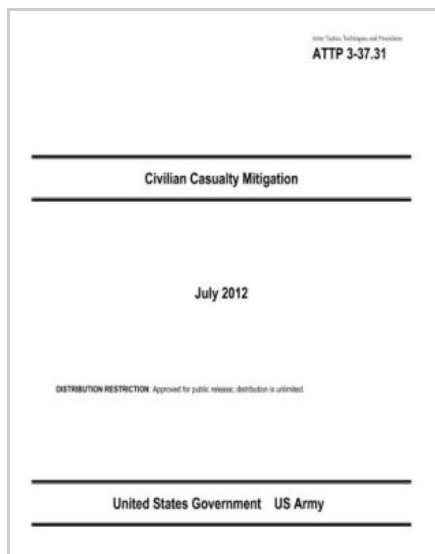 Army Tactics, Techniques, and Procedures
ATTP 3-37.31
Civilian Casualty Mitigation
July 2012
DISTRIBUTION RESTRICTION: Approved for public release; distribution is unlimited.
United States Government US Army